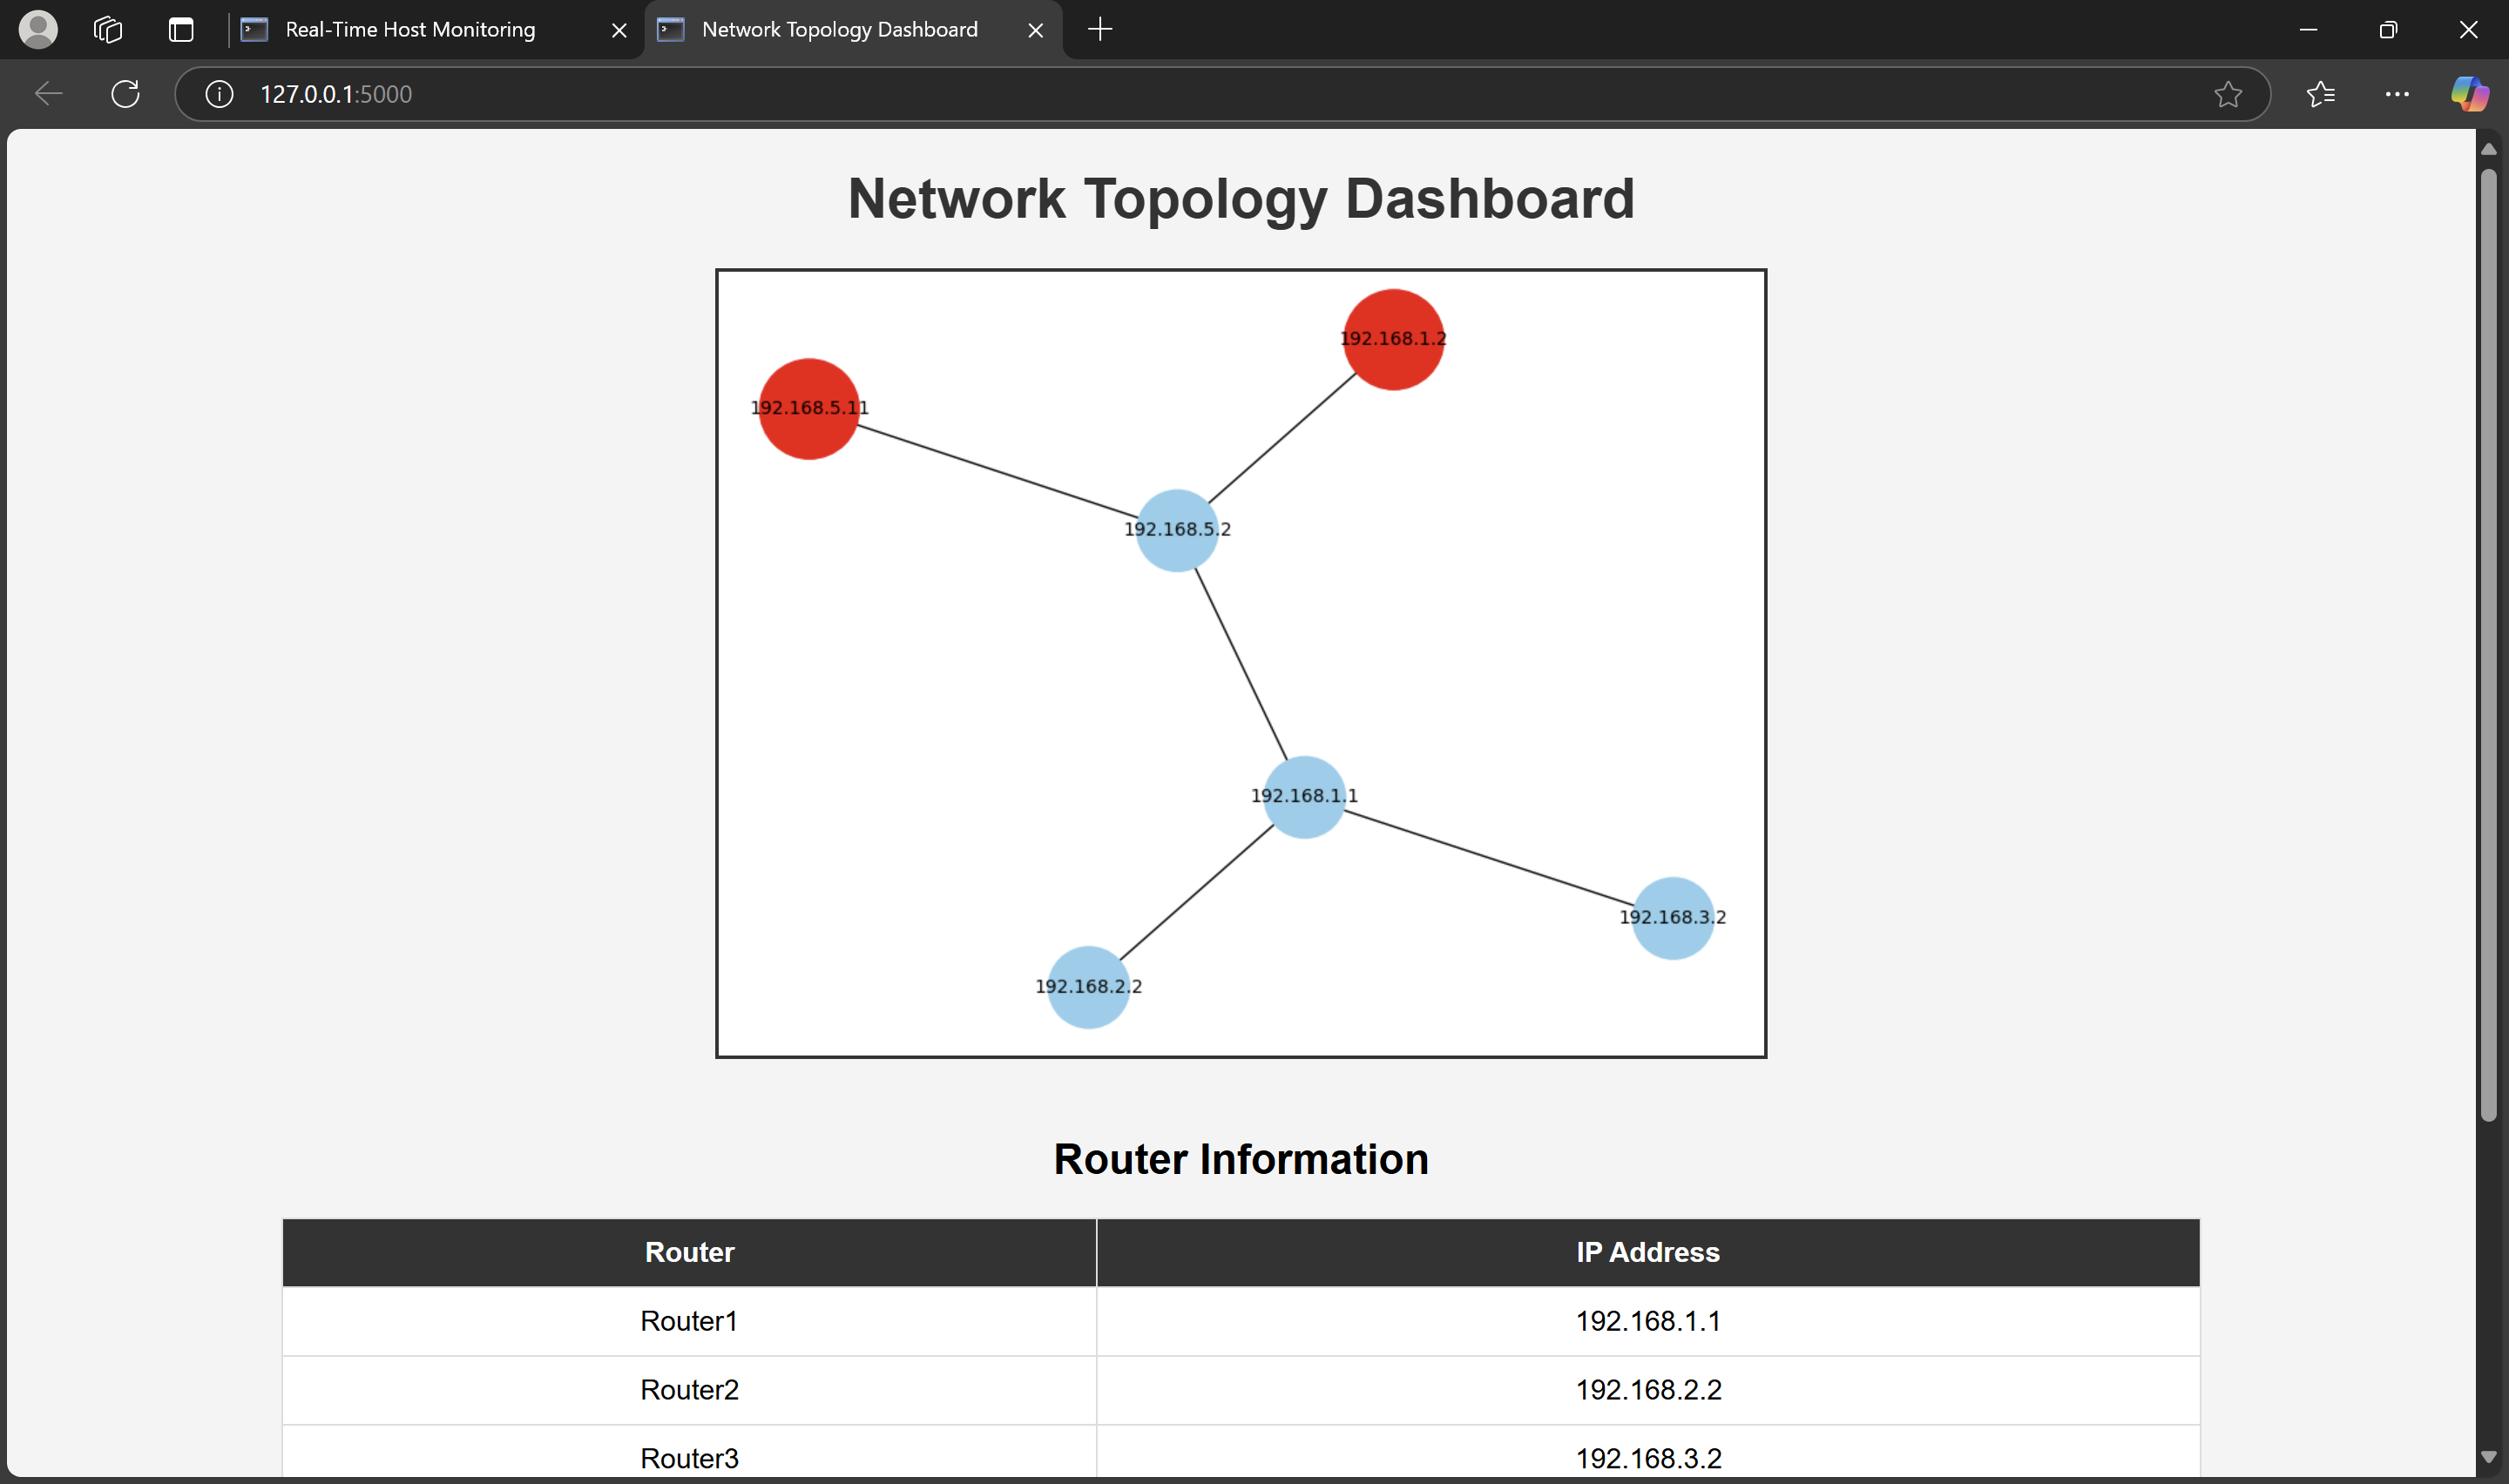 Real-Time Host Monitoring
Network Topology Dashboard
127.0.0.1:5000
Network Topology Dashboard
192.168.1.2
192.168.5.11
192.168.5.2
192.168.1.1
192.168.3.2
192.168.2.2
Router Information
Router IP Address
Router1 192.168.1.1
Router2 192.168.2.2
Router3 192.168.3.2